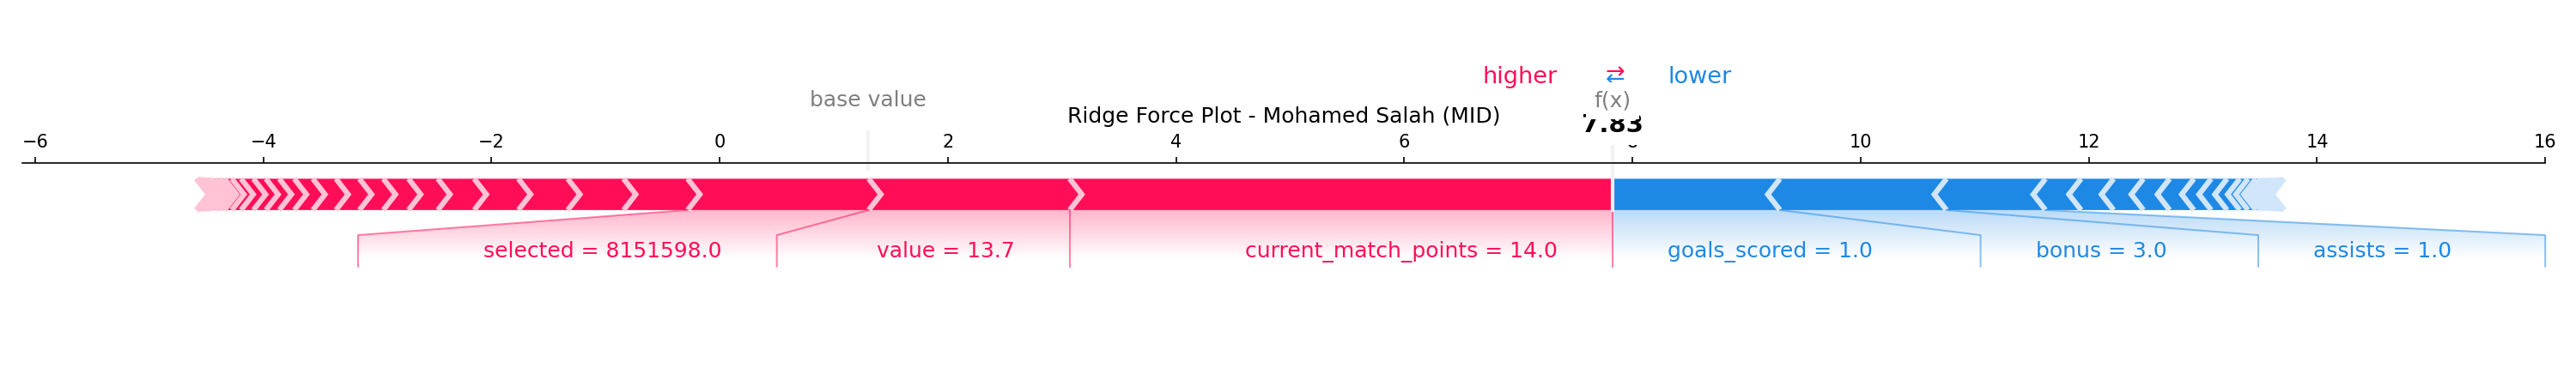 higher ⇄ lower
base value f(x)
Ridge Force Plot - Mohamed Salah (MID)
7.83
−6 −4 −2 0 2 4 6 8 10 12 14 16
selected = 8151598.0 value = 13.7 current_match_points = 14.0 goals_scored = 1.0 bonus = 3.0 assists = 1.0